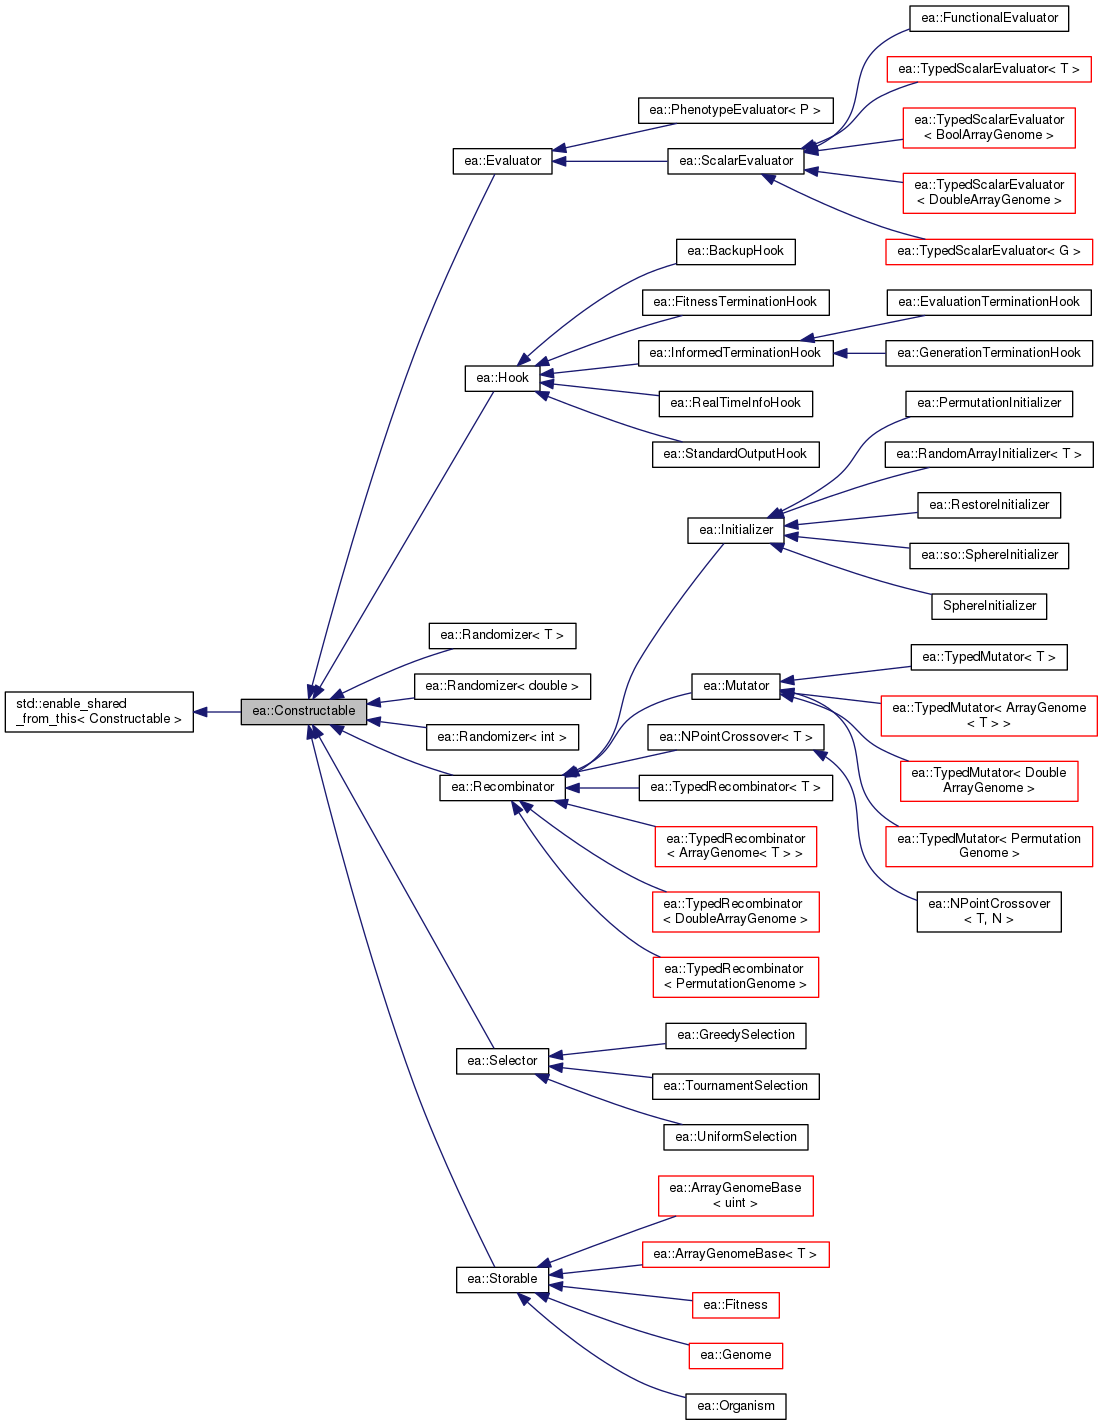 ea::FunctionalEvaluator
ea::TypedScalarEvaluator< T >
ea::PhenotypeEvaluator< P >
ea::TypedScalarEvaluator
< BoolArrayGenome >
ea::Evaluator
ea::ScalarEvaluator
ea::TypedScalarEvaluator
< DoubleArrayGenome >
ea::TypedScalarEvaluator< G >
ea::BackupHook
ea::FitnessTerminationHook
ea::EvaluationTerminationHook
ea::InformedTerminationHook
ea::GenerationTerminationHook
ea::Hook
ea::RealTimeInfoHook
ea::StandardOutputHook
ea::PermutationInitializer
ea::RandomArrayInitializer< T >
ea::RestoreInitializer
ea::Initializer
ea::so::SphereInitializer
SphereInitializer
ea::Randomizer< T >
ea::TypedMutator< T >
ea::Randomizer< double >
ea::Mutator
ea::TypedMutator< ArrayGenome
< T > >
std::enable_shared
_from_this< Constructable >
ea::Constructable
ea::Randomizer< int >
ea::NPointCrossover< T >
ea::TypedMutator< Double
ArrayGenome >
ea::Recombinator
ea::TypedRecombinator< T >
ea::TypedRecombinator
< ArrayGenome< T > >
ea::TypedMutator< Permutation
Genome >
ea::TypedRecombinator
< DoubleArrayGenome >
ea::NPointCrossover
< T, N >
ea::TypedRecombinator
< PermutationGenome >
ea::GreedySelection
ea::Selector
ea::TournamentSelection
ea::UniformSelection
ea::ArrayGenomeBase
< uint >
ea::ArrayGenomeBase< T >
ea::Storable
ea::Fitness
ea::Genome
ea::Organism